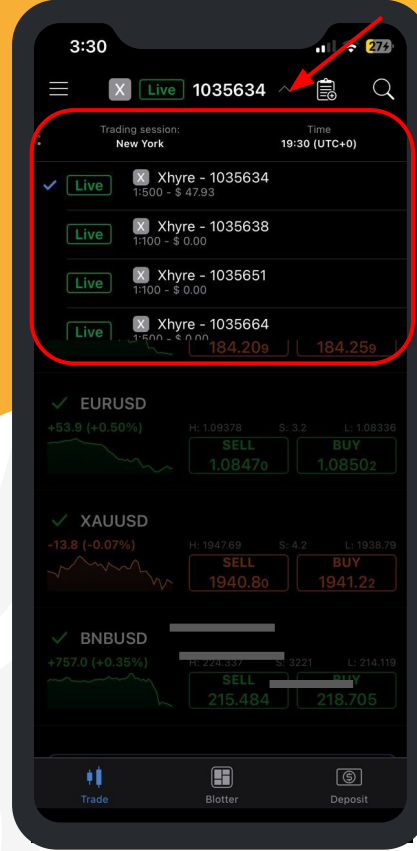 3:30
27
X Live 1035634
Trading session:
New York
Time
19:30 (UTC+0)
Live X Xhyre - 1035634
1:500 - $ 47.93
Live X Xhyre - 1035638
1:100 - $ 0.00
Live X Xhyre - 1035651
1:100 - $ 0.00
Live X Xhyre - 1035664
1:500 - $ 0.00
184.209 184.259
EURUSD
+53.9 (+0.50%) H: 1.09378 S: 3.2 L: 1.08336
SELL BUY
1.08470 1.08502
XAUUSD
-13.8 (-0.07%) H: 1947.69 S: 4.2 L: 1938.79
SELL BUY
1940.80 1941.22
BNBUSD
+757.0 (+0.35%) H: 224.337 S: 3221 L: 214.119
SELL BUY
215.484 218.705
Trade Blotter Deposit